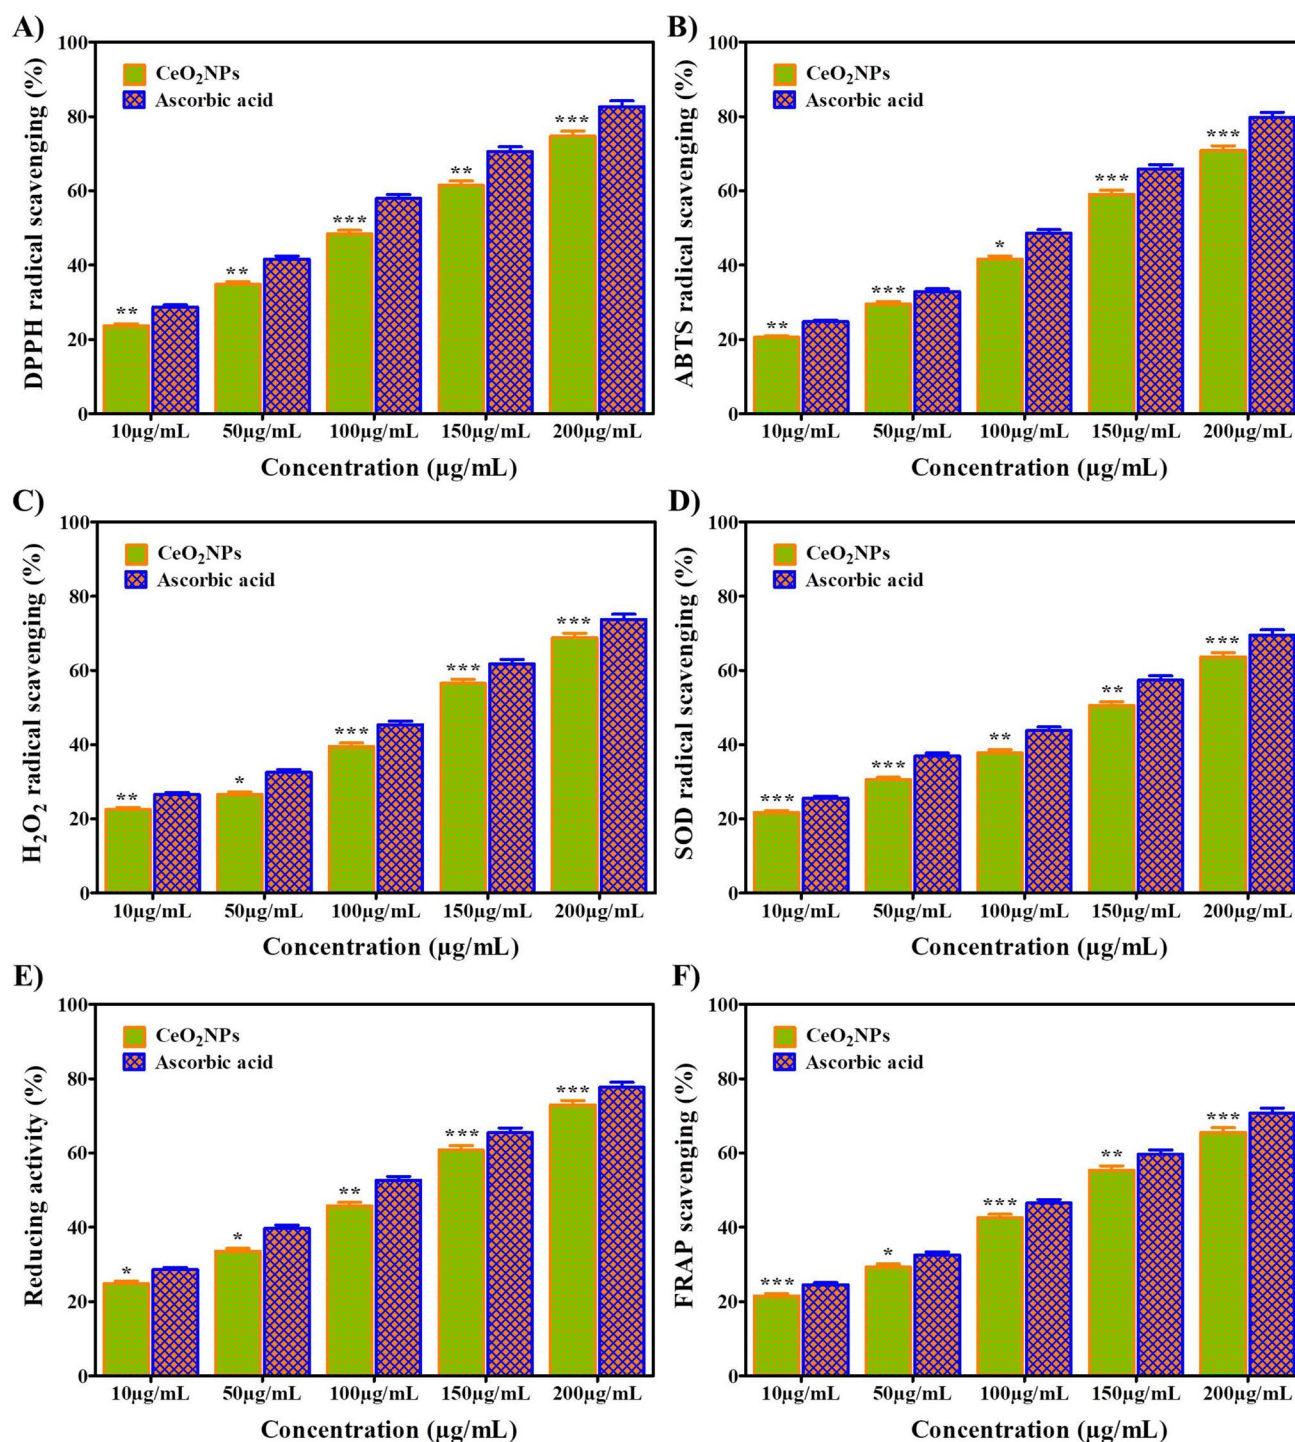 A)
DPPH radical scavenging (%)
100
80
60
40
20
0
CeO₂NPs
Ascorbic acid
**
**
***
**
***
10µg/mL 50µg/mL 100µg/mL 150µg/mL 200µg/mL
Concentration (µg/mL)
B)
ABTS radical scavenging (%)
100
80
60
40
20
0
CeO₂NPs
Ascorbic acid
**
***
*
***
***
10µg/mL 50µg/mL 100µg/mL 150µg/mL 200µg/mL
Concentration (µg/mL)
C)
H₂O₂ radical scavenging (%)
100
80
60
40
20
0
CeO₂NPs
Ascorbic acid
**
*
***
***
***
10µg/mL 50µg/mL 100µg/mL 150µg/mL 200µg/mL
Concentration (µg/mL)
D)
SOD radical scavenging (%)
100
80
60
40
20
0
CeO₂NPs
Ascorbic acid
***
***
**
**
***
10µg/mL 50µg/mL 100µg/mL 150µg/mL 200µg/mL
Concentration (µg/mL)
E)
Reducing activity (%)
100
80
60
40
20
0
CeO₂NPs
Ascorbic acid
*
*
**
***
***
10µg/mL 50µg/mL 100µg/mL 150µg/mL 200µg/mL
Concentration (µg/mL)
F)
FRAP scavenging (%)
100
80
60
40
20
0
CeO₂NPs
Ascorbic acid
***
*
***
**
***
10µg/mL 50µg/mL 100µg/mL 150µg/mL 200µg/mL
Concentration (µg/mL)